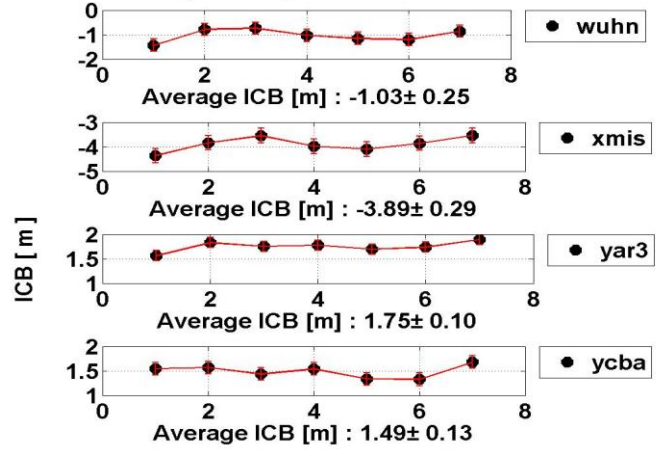 0
-1
-2
0 2 4 6 8
wuhn
Average ICB [m] : -1.03± 0.25
-3
-4
-5
0 2 4 6 8
xmis
Average ICB [m] : -3.89± 0.29
ICB [ m ]
2
1.5
1
0 2 4 6 8
yar3
Average ICB [m] : 1.75± 0.10
2
1.5
1
0 2 4 6 8
ycba
Average ICB [m] : 1.49± 0.13